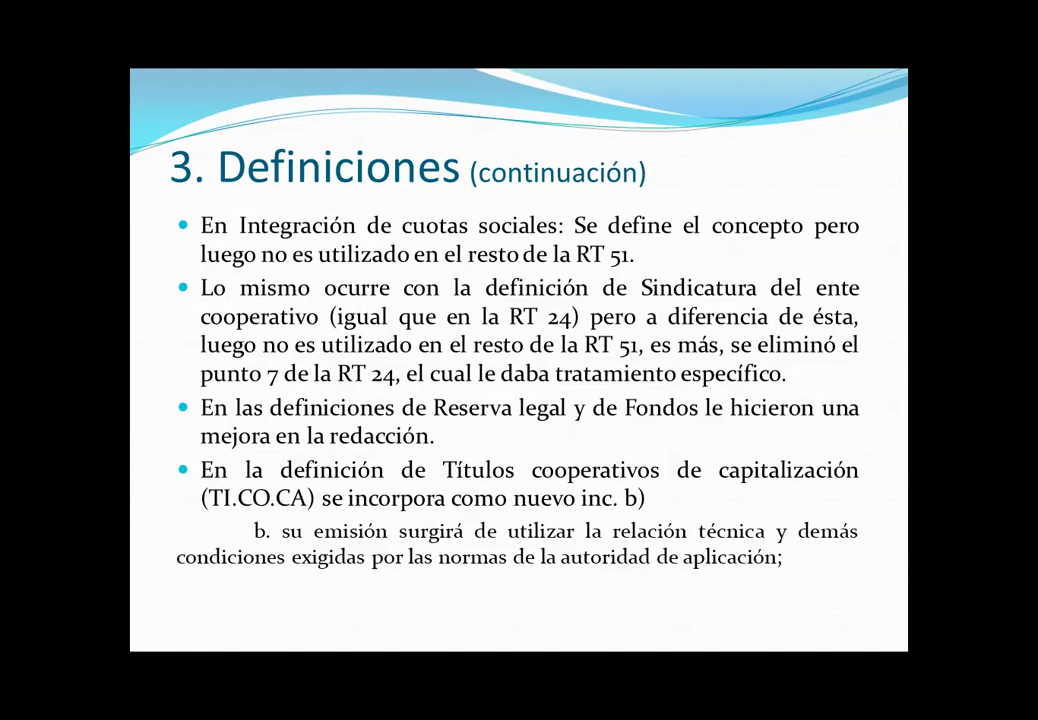 3. Definiciones (continuación)
• En Integración de cuotas sociales: Se define el concepto pero
luego no es utilizado en el resto de la RT 51.
• Lo mismo ocurre con la definición de Sindicatura del ente
cooperativo (igual que en la RT 24) pero a diferencia de ésta,
luego no es utilizado en el resto de la RT 51, es más, se eliminó el
punto 7 de la RT 24, el cual le daba tratamiento específico.
• En las definiciones de Reserva legal y de Fondos le hicieron una
mejora en la redacción.
• En la definición de Títulos cooperativos de capitalización
(TI.CO.CA) se incorpora como nuevo inc. b)
b. su emisión surgirá de utilizar la relación técnica y demás
condiciones exigidas por las normas de la autoridad de aplicación;